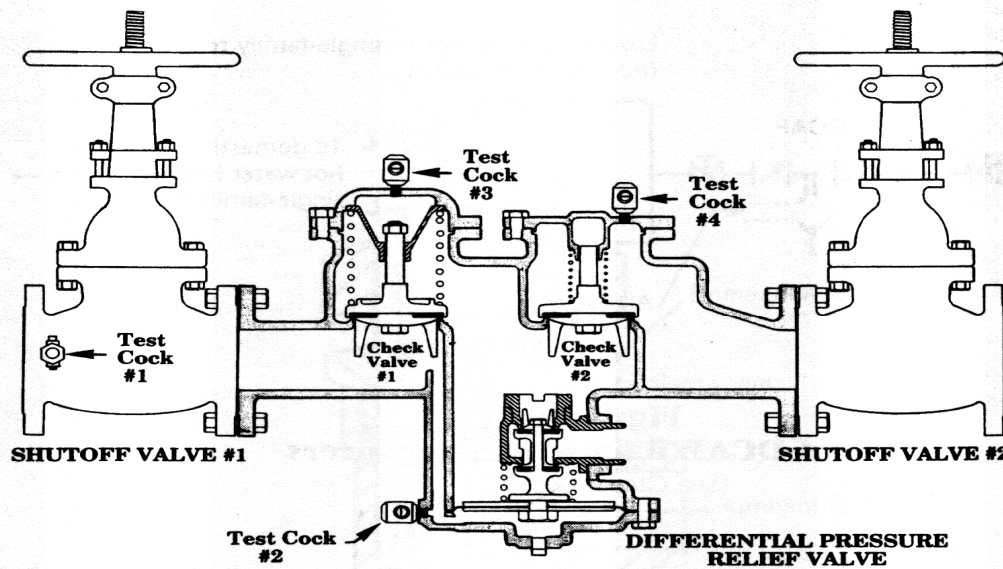 Test
Cock
#3
Test
Cock
#4
Test
Cock
#1
Check
Valve
#1
Check
Valve
#2
SHUTOFF VALVE #1
SHUTOFF VALVE #2
Test Cock
#2
DIFFERENTIAL PRESSURE
RELIEF VALVE